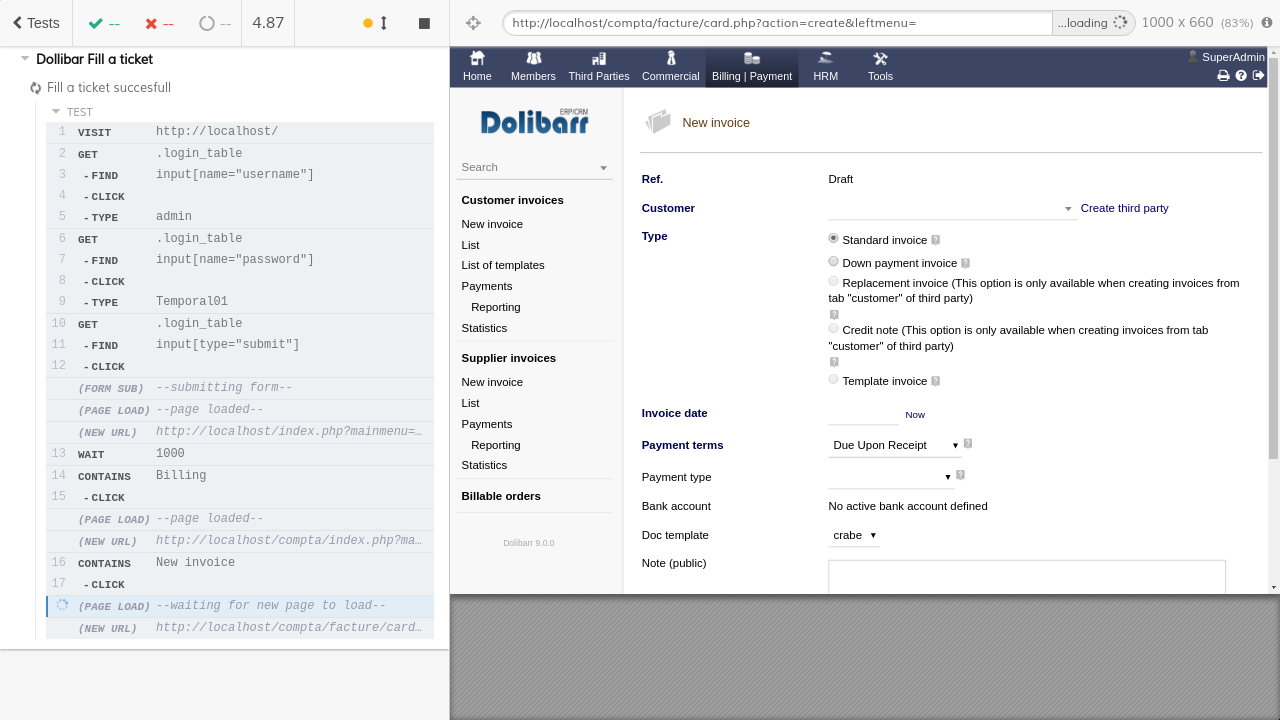 Tests
--
--
--
4.87
http://localhost/compta/facture/card.php?action=create&leftmenu=
...loading
1000 x 660 (83%)
Dollibar Fill a ticket
Fill a ticket succesfull
TEST
1 VISIT http://localhost/
2 GET .login_table
3 - FIND input[name="username"]
4 - CLICK
5 - TYPE admin
6 GET .login_table
7 - FIND input[name="password"]
8 - CLICK
9 - TYPE Temporal01
10 GET .login_table
11 - FIND input[type="submit"]
12 - CLICK
(FORM SUB) --submitting form--
(PAGE LOAD) --page loaded--
(NEW URL) http://localhost/index.php?mainmenu=…
13 WAIT 1000
14 CONTAINS Billing
15 - CLICK
(PAGE LOAD) --page loaded--
(NEW URL) http://localhost/compta/index.php?ma…
16 CONTAINS New invoice
17 - CLICK
(PAGE LOAD) --waiting for new page to load--
(NEW URL) http://localhost/compta/facture/card…
Home Members Third Parties Commercial Billing | Payment HRM Tools
SuperAdmin
Dolibarr ERP/CRM
Search
Customer invoices
New invoice
List
List of templates
Payments
Reporting
Statistics
Supplier invoices
New invoice
List
Payments
Reporting
Statistics
Billable orders
Dolibarr 9.0.0
New invoice
Ref. Draft
Customer Create third party
Type Standard invoice ?
Down payment invoice ?
Replacement invoice (This option is only available when creating invoices from
tab "customer" of third party)
?
Credit note (This option is only available when creating invoices from tab
"customer" of third party)
?
Template invoice ?
Invoice date Now
Payment terms Due Upon Receipt ?
Payment type ?
Bank account No active bank account defined
Doc template crabe
Note (public)